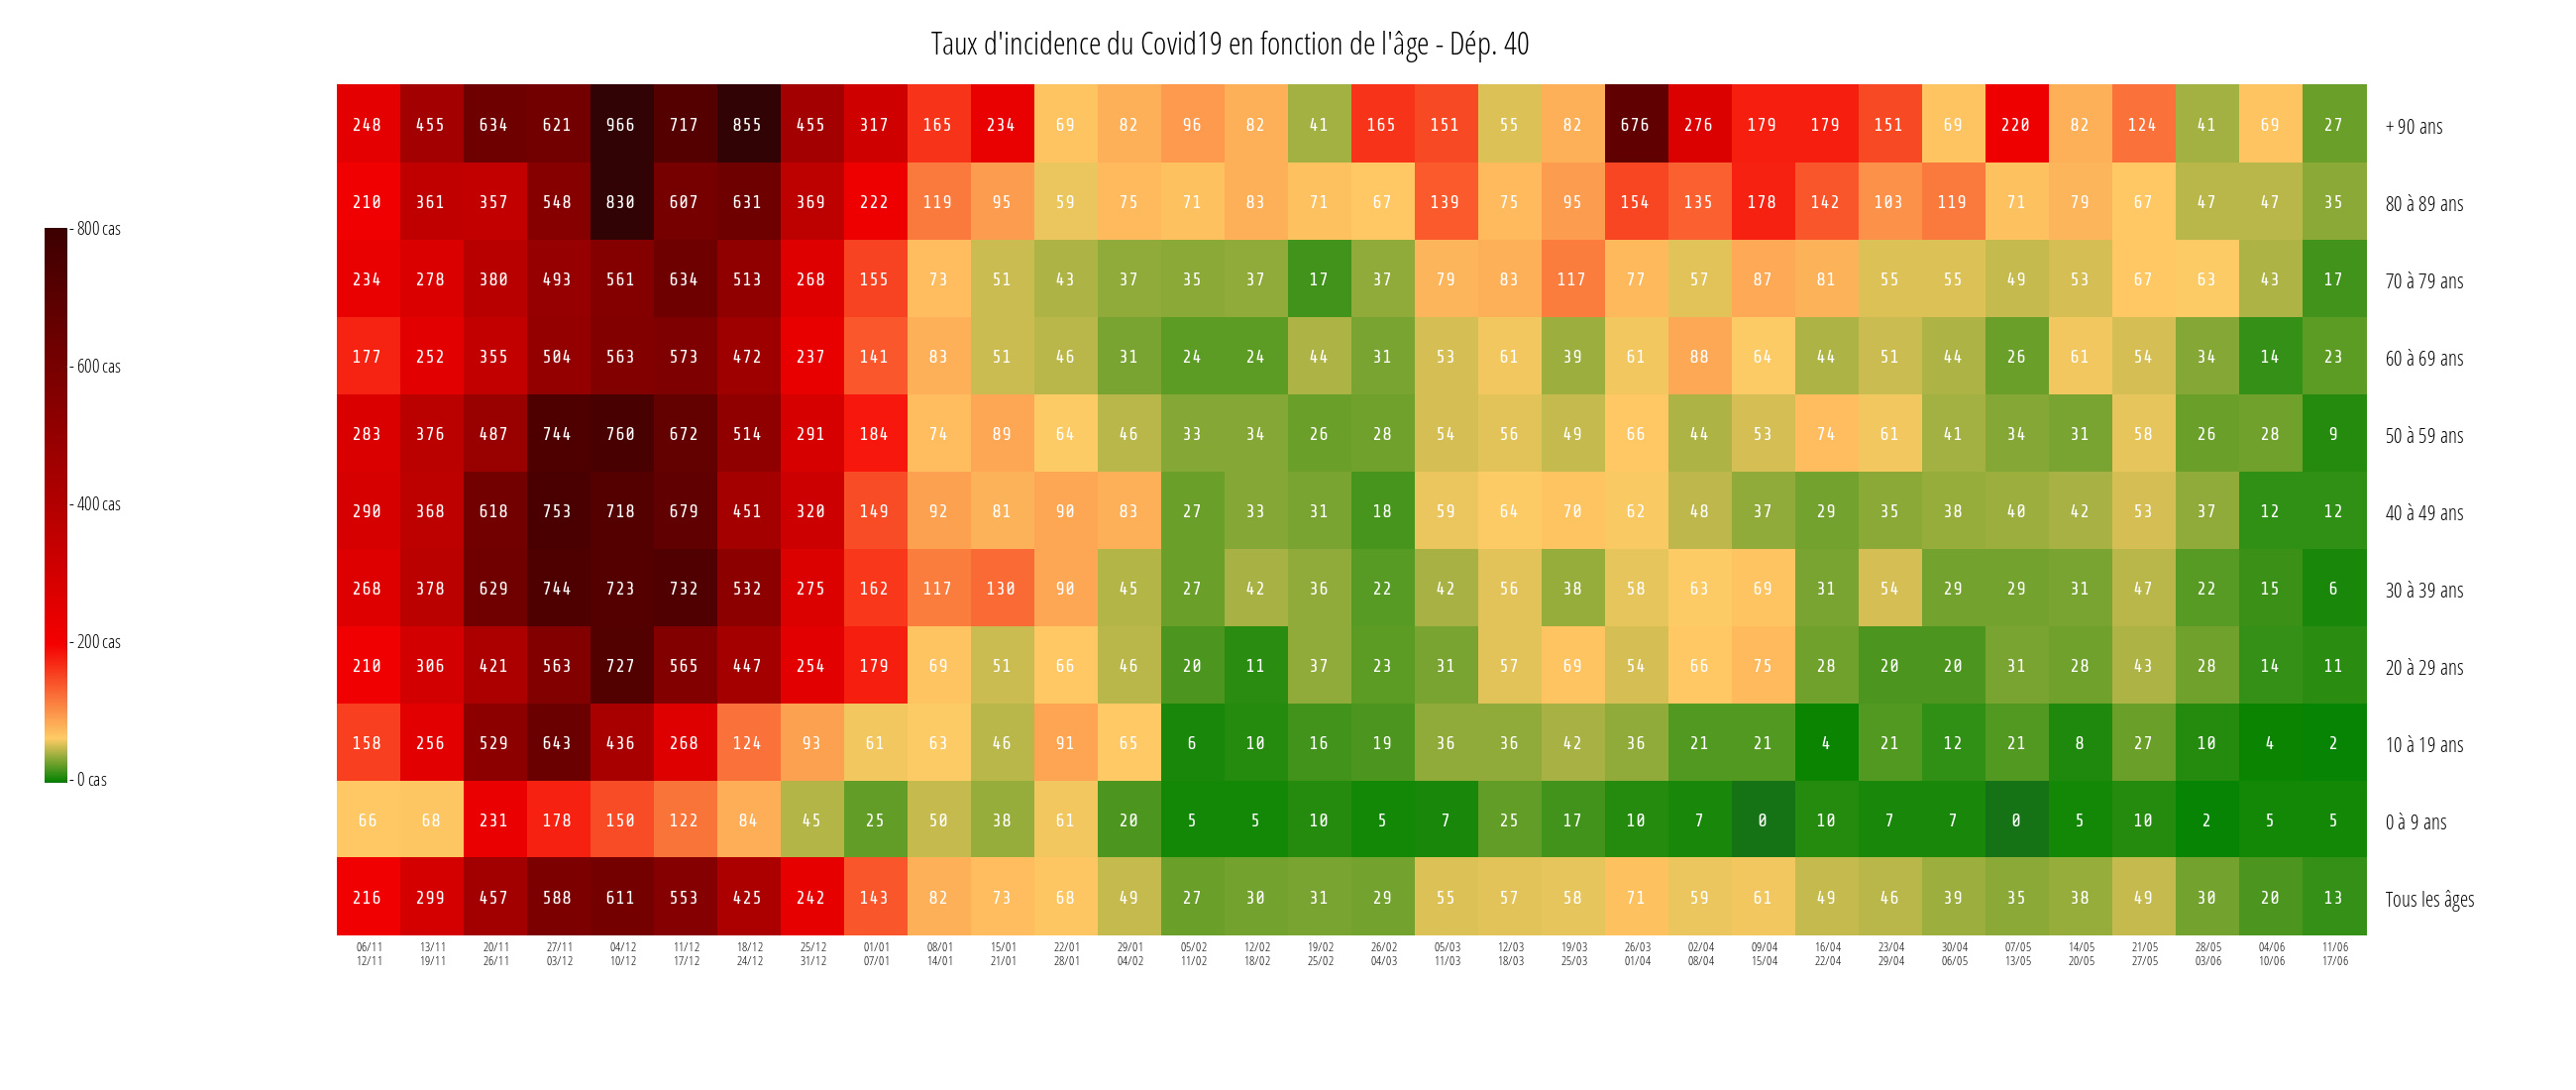 Taux d'incidence du Covid19 en fonction de l'âge - Dép. 40
- 800 cas
- 600 cas
- 400 cas
- 200 cas
- 0 cas
248 455 634 621 966 717 855 455 317 165 234 69 82 96 82 41 165 151 55 82 676 276 179 179 151 69 220 82 124 41 69 27 + 90 ans
210 361 357 548 830 607 631 369 222 119 95 59 75 71 83 71 67 139 75 95 154 135 178 142 103 119 71 79 67 47 47 35 80 à 89 ans
234 278 380 493 561 634 513 268 155 73 51 43 37 35 37 17 37 79 83 117 77 57 87 81 55 55 49 53 67 63 43 17 70 à 79 ans
177 252 355 504 563 573 472 237 141 83 51 46 31 24 24 44 31 53 61 39 61 88 64 44 51 44 26 61 54 34 14 23 60 à 69 ans
283 376 487 744 760 672 514 291 184 74 89 64 46 33 34 26 28 54 56 49 66 44 53 74 61 41 34 31 58 26 28 9 50 à 59 ans
290 368 618 753 718 679 451 320 149 92 81 90 83 27 33 31 18 59 64 70 62 48 37 29 35 38 40 42 53 37 12 12 40 à 49 ans
268 378 629 744 723 732 532 275 162 117 130 90 45 27 42 36 22 42 56 38 58 63 69 31 54 29 29 31 47 22 15 6 30 à 39 ans
210 306 421 563 727 565 447 254 179 69 51 66 46 20 11 37 23 31 57 69 54 66 75 28 20 20 31 28 43 28 14 11 20 à 29 ans
158 256 529 643 436 268 124 93 61 63 46 91 65 6 10 16 19 36 36 42 36 21 21 4 21 12 21 8 27 10 4 2 10 à 19 ans
66 68 231 178 150 122 84 45 25 50 38 61 20 5 5 10 5 7 25 17 10 7 0 10 7 7 0 5 10 2 5 5 0 à 9 ans
216 299 457 588 611 553 425 242 143 82 73 68 49 27 30 31 29 55 57 58 71 59 61 49 46 39 35 38 49 30 20 13 Tous les âges
06/11 13/11 20/11 27/11 04/12 11/12 18/12 25/12 01/01 08/01 15/01 22/01 29/01 05/02 12/02 19/02 26/02 05/03 12/03 19/03 26/03 02/04 09/04 16/04 23/04 30/04 07/05 14/05 21/05 28/05 04/06 11/06
12/11 19/11 26/11 03/12 10/12 17/12 24/12 31/12 07/01 14/01 21/01 28/01 04/02 11/02 18/02 25/02 04/03 11/03 18/03 25/03 01/04 08/04 15/04 22/04 29/04 06/05 13/05 20/05 27/05 03/06 10/06 17/06